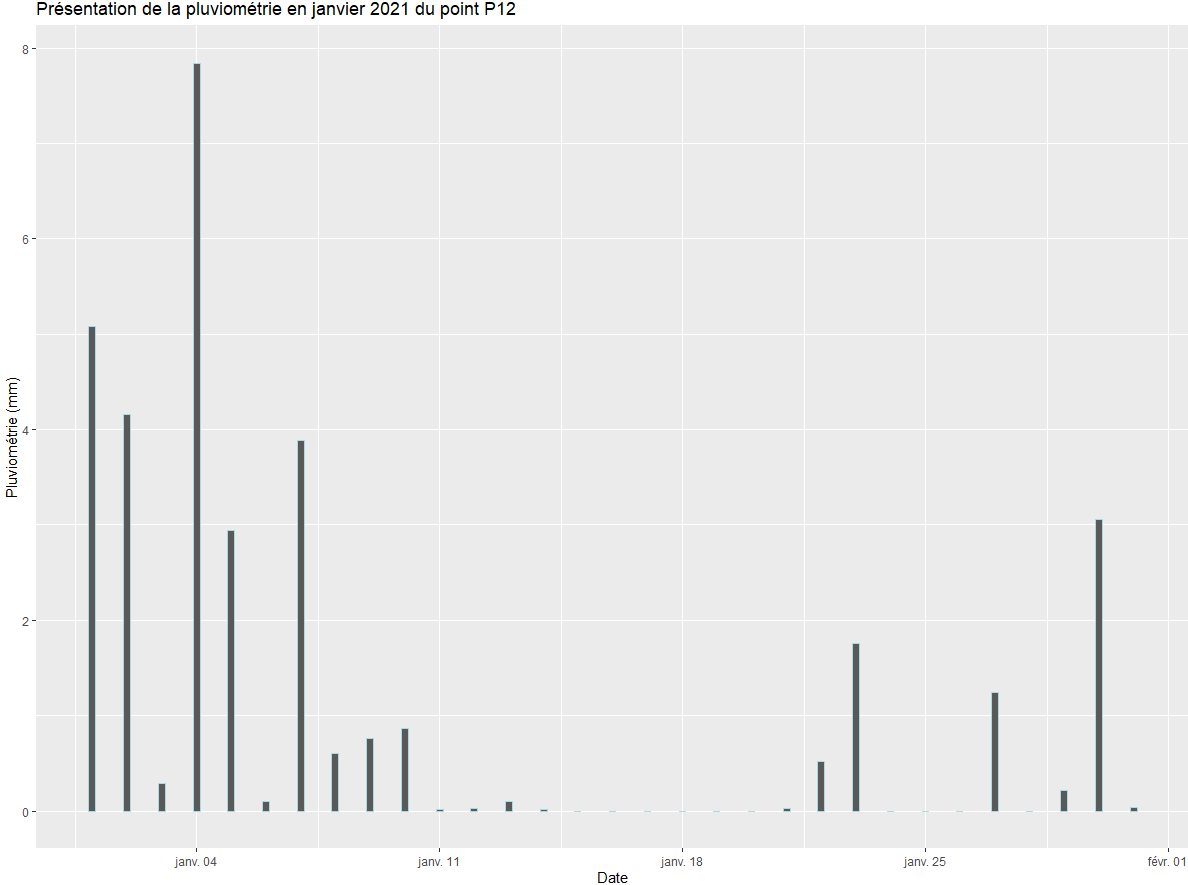 Présentation de la pluviométrie en janvier 2021 du point P12
8
6
4
2
0
Pluviométrie (mm)
janv. 04
janv. 11
janv. 18
janv. 25
févr. 01
Date